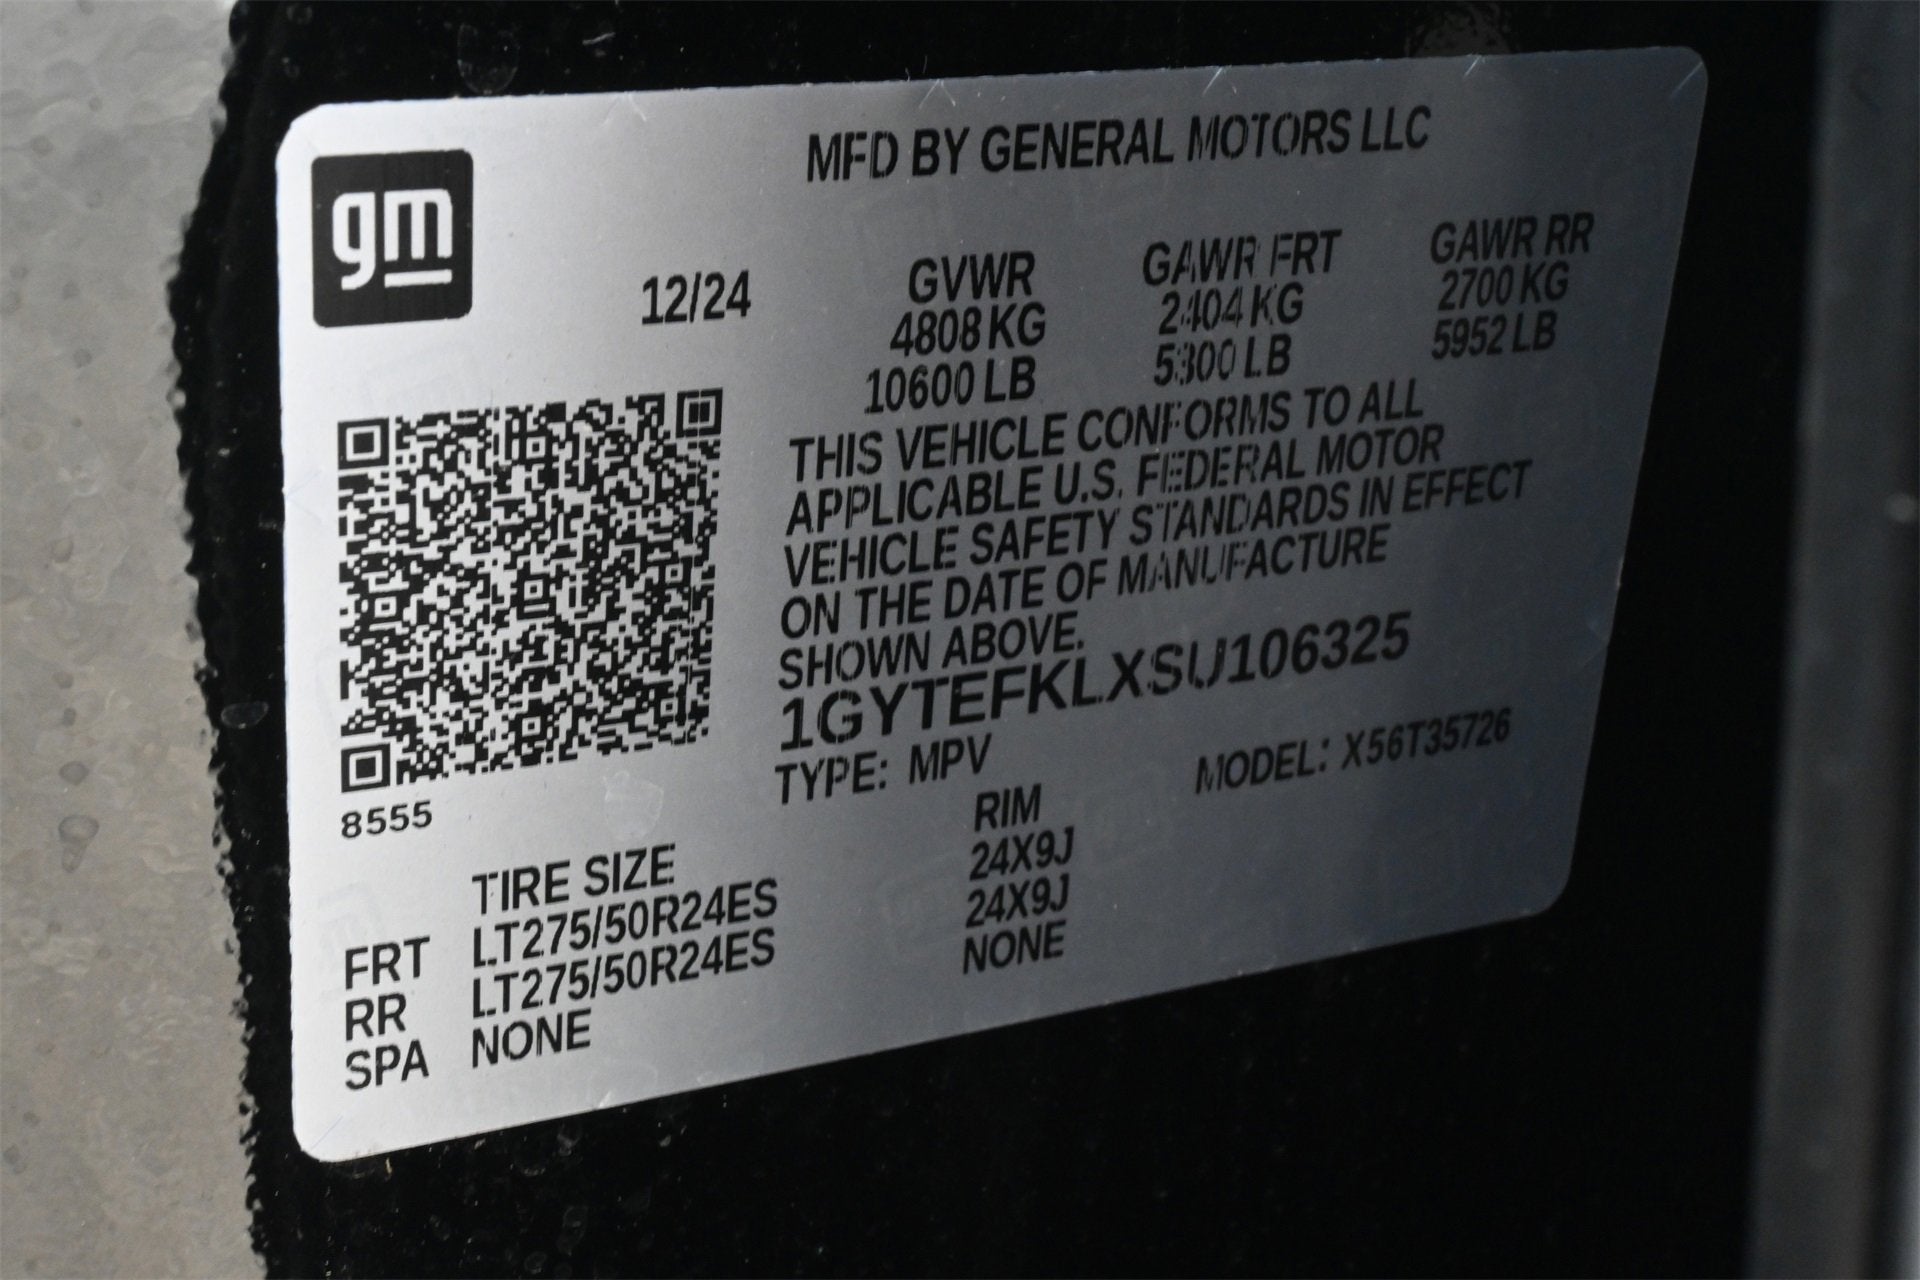 gm
MFD BY GENERAL MOTORS LLC
12/24
GVWR GAWR FRT GAWR RR
4808 KG 2404 KG 2700 KG
10600 LB 5300 LB 5952 LB
THIS VEHICLE CONFORMS TO ALL
APPLICABLE U.S. FEDERAL MOTOR
VEHICLE SAFETY STANDARDS IN EFFECT
ON THE DATE OF MANUFACTURE
SHOWN ABOVE.
1GYTEFKLXSU106325
TYPE: MPV MODEL: X56T35726
8555
TIRE SIZE RIM
FRT LT275/50R24ES 24X9J
RR LT275/50R24ES 24X9J
SPA NONE NONE